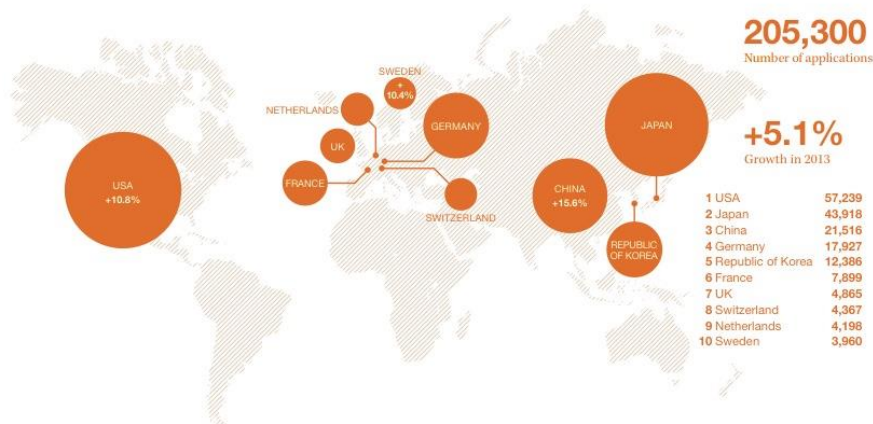 205,300
Number of applications
SWEDEN
+
10.4%
NETHERLANDS
GERMANY
JAPAN
+5.1%
Growth in 2013
UK
USA
+10.8%
FRANCE
CHINA
+15.6%
SWITZERLAND
REPUBLIC
OF KOREA
1 USA 57,239
2 Japan 43,918
3 China 21,516
4 Germany 17,927
5 Republic of Korea 12,386
6 France 7,899
7 UK 4,865
8 Switzerland 4,367
9 Netherlands 4,198
10 Sweden 3,960